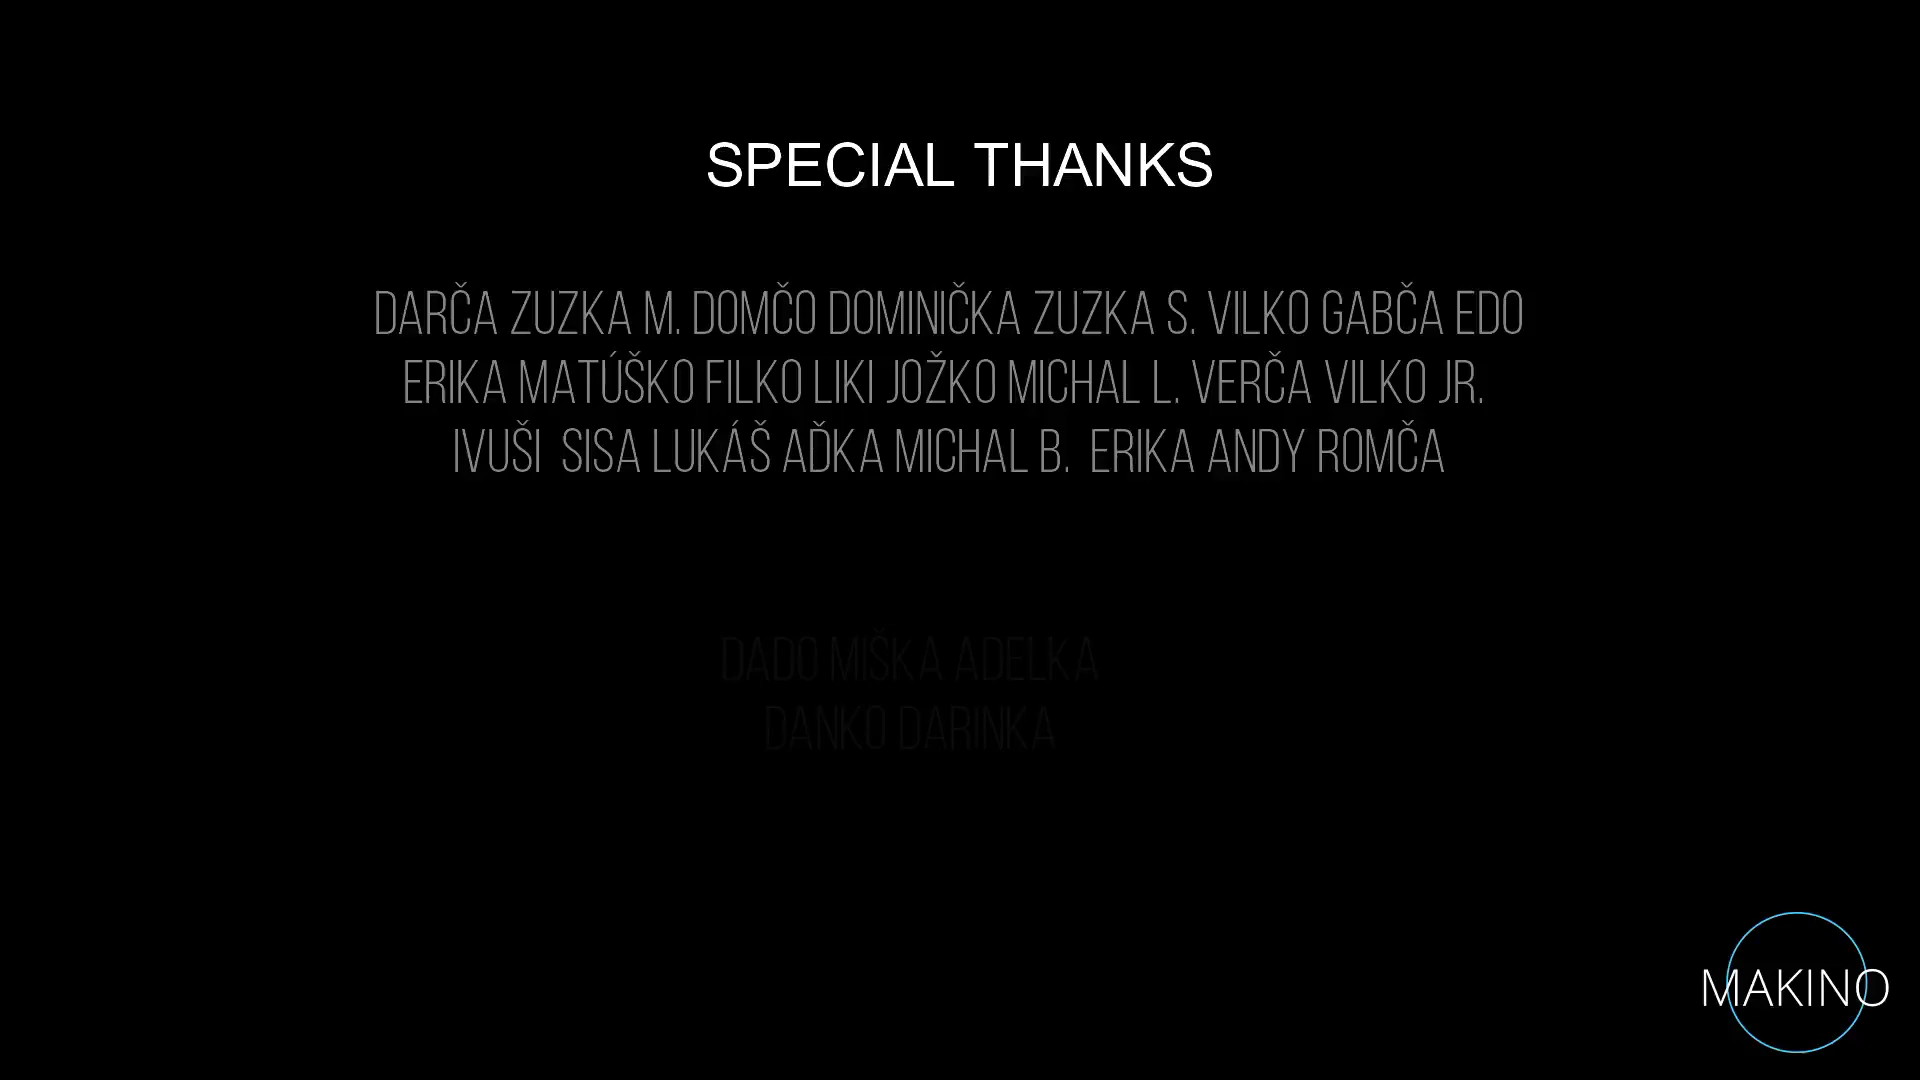 SPECIAL THANKS
DARČA ZUZKA M. DOMČO DOMINIČKA ZUZKA S. VILKO GABČA EDO
ERIKA MATÚŠKO FILKO LIKI JOŽKO MICHAL L. VERČA VILKO JR.
IVUŠI  SISA LUKÁŠ AĎKA MICHAL B.  ERIKA ANDY ROMČA
DADO MIŠKA ADELKA
DANKO DARINKA
MAKINO